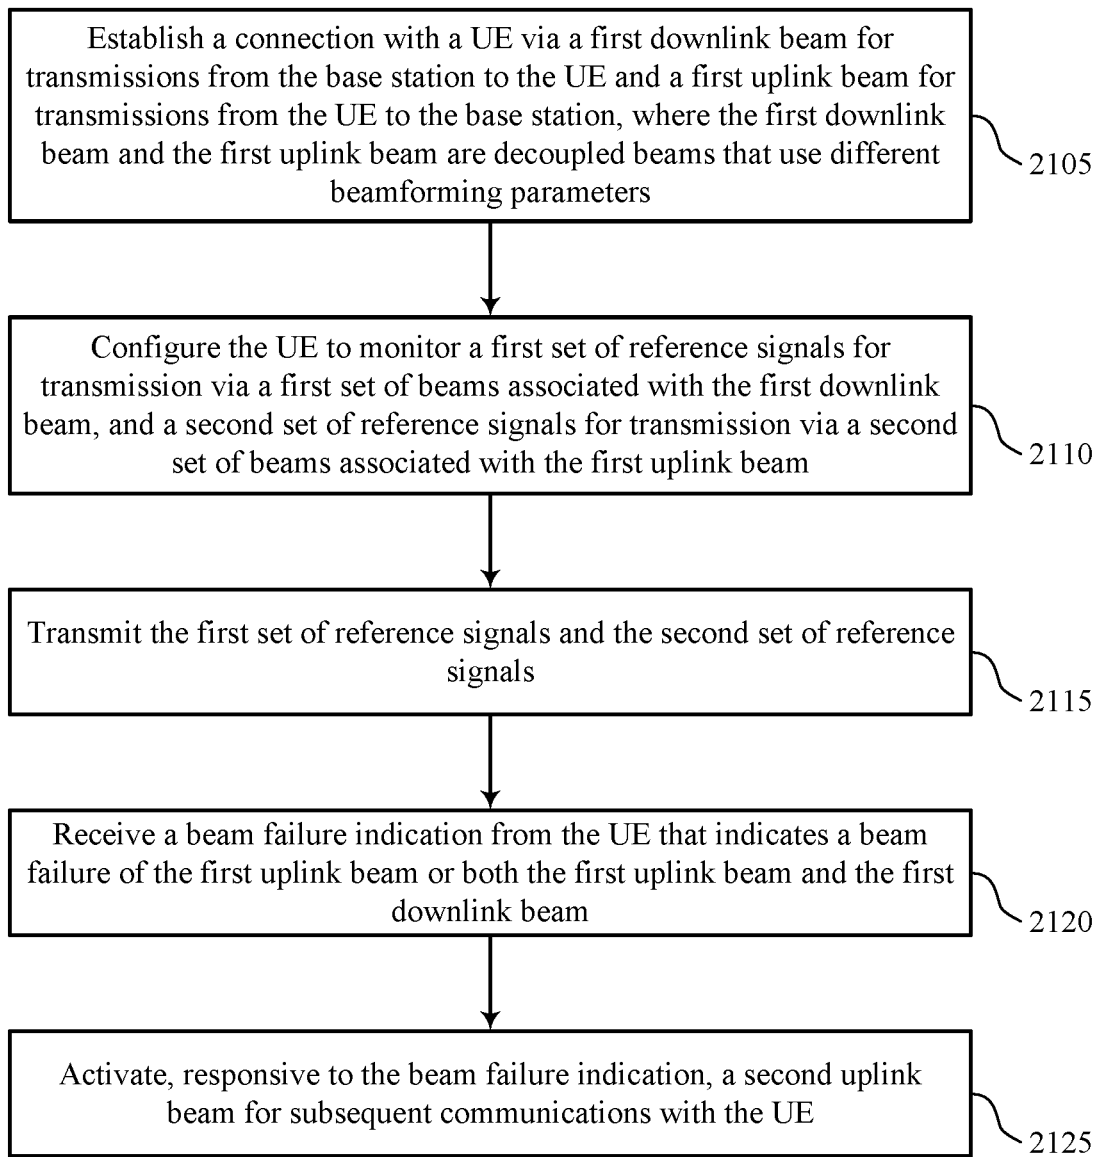 Establish a connection with a UE via a first downlink beam for
transmissions from the base station to the UE and a first uplink beam for
transmissions from the UE to the base station, where the first downlink
beam and the first uplink beam are decoupled beams that use different
beamforming parameters
2105
Configure the UE to monitor a first set of reference signals for
transmission via a first set of beams associated with the first downlink
beam, and a second set of reference signals for transmission via a second
set of beams associated with the first uplink beam
2110
Transmit the first set of reference signals and the second set of reference
signals
2115
Receive a beam failure indication from the UE that indicates a beam
failure of the first uplink beam or both the first uplink beam and the first
downlink beam
2120
Activate, responsive to the beam failure indication, a second uplink
beam for subsequent communications with the UE
2125